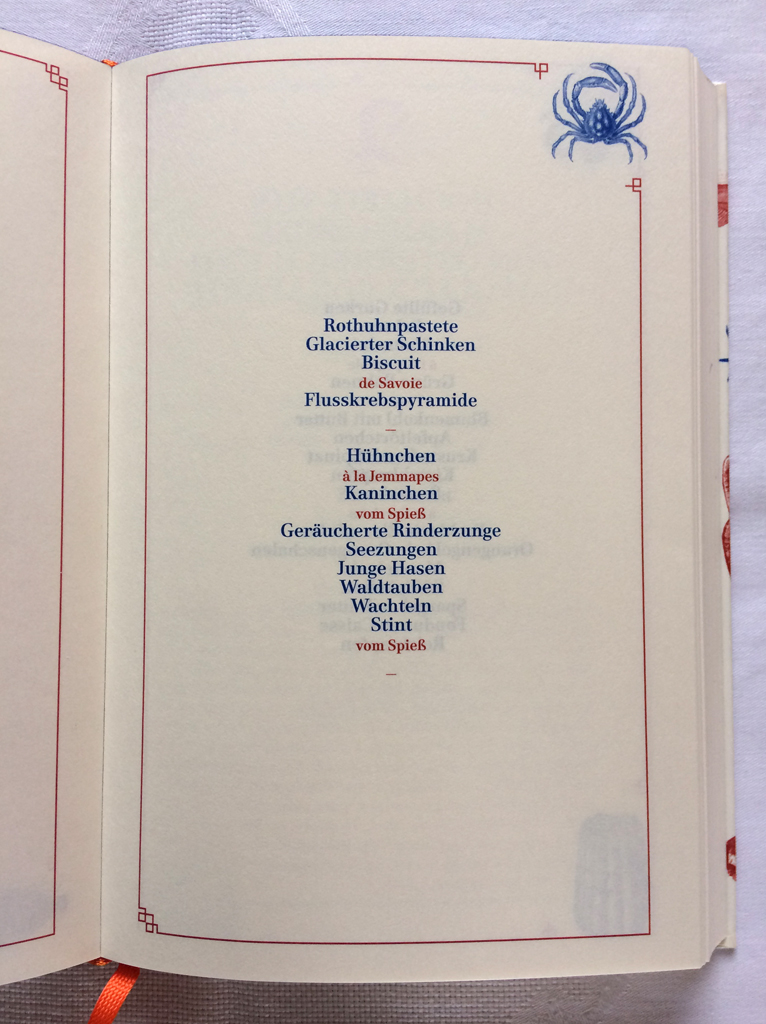 Rothuhnpastete
Glacierter Schinken
Biscuit
de Savoie
Flusskrebspyramide
—
Hühnchen
à la Jemmapes
Kaninchen
vom Spieß
Geräucherte Rinderzunge
Seezungen
Junge Hasen
Waldtauben
Wachteln
Stint
vom Spieß
—